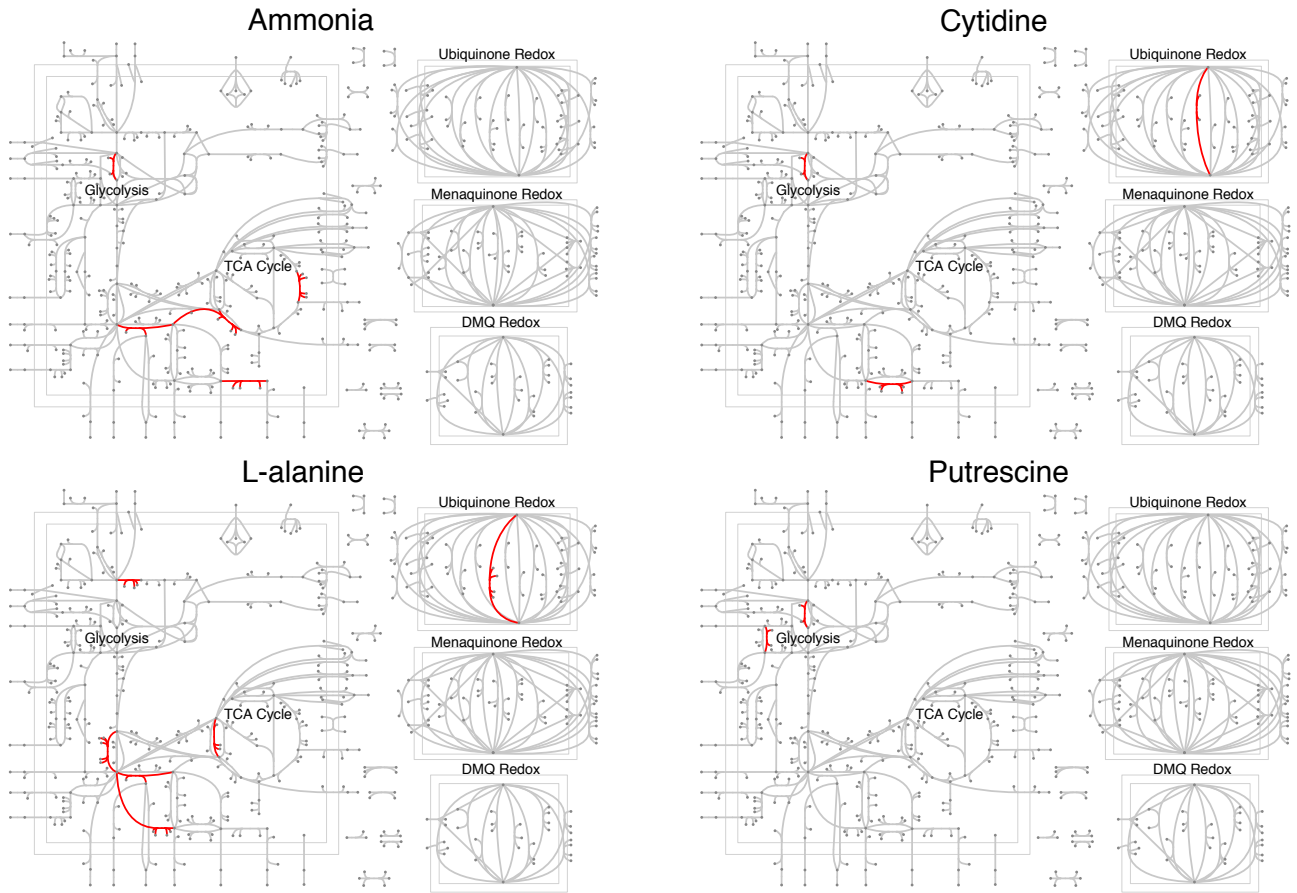 Ammonia
Ubiquinone Redox
Glycolysis
Menaquinone Redox
TCA Cycle
DMQ Redox
Cytidine
Ubiquinone Redox
Glycolysis
Menaquinone Redox
TCA Cycle
DMQ Redox
L-alanine
Ubiquinone Redox
Glycolysis
Menaquinone Redox
TCA Cycle
DMQ Redox
Putrescine
Ubiquinone Redox
Glycolysis
Menaquinone Redox
TCA Cycle
DMQ Redox